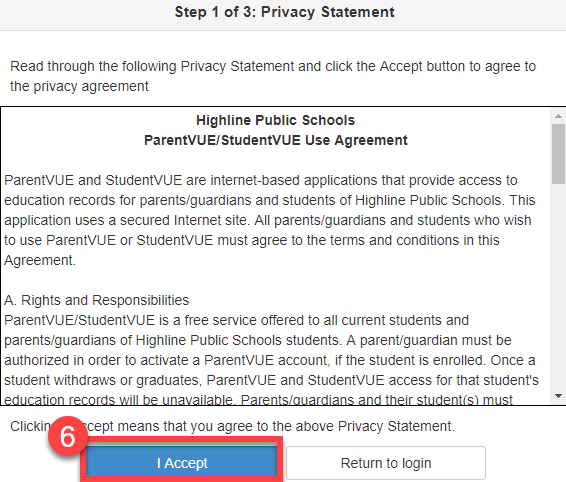 Step 1 of 3: Privacy Statement
Read through the following Privacy Statement and click the Accept button to agree to
the privacy agreement
Highline Public Schools
ParentVUE/StudentVUE Use Agreement
ParentVUE and StudentVUE are internet-based applications that provide access to
education records for parents/guardians and students of Highline Public Schools. This
application uses a secured Internet site. All parents/guardians and students who wish
to use ParentVUE or StudentVUE must agree to the terms and conditions in this
Agreement.
A. Rights and Responsibilities
ParentVUE/StudentVUE is a free service offered to all current students and
parents/guardians of Highline Public Schools students. A parent/guardian must be
authorized in order to activate a ParentVUE account, if the student is enrolled. Once a
student withdraws or graduates, ParentVUE and StudentVUE access for that student's
education records will be unavailable. Parents/guardians and their student(s) must
Clickin ccept means that you agree to the above Privacy Statement.
6
I Accept Return to login